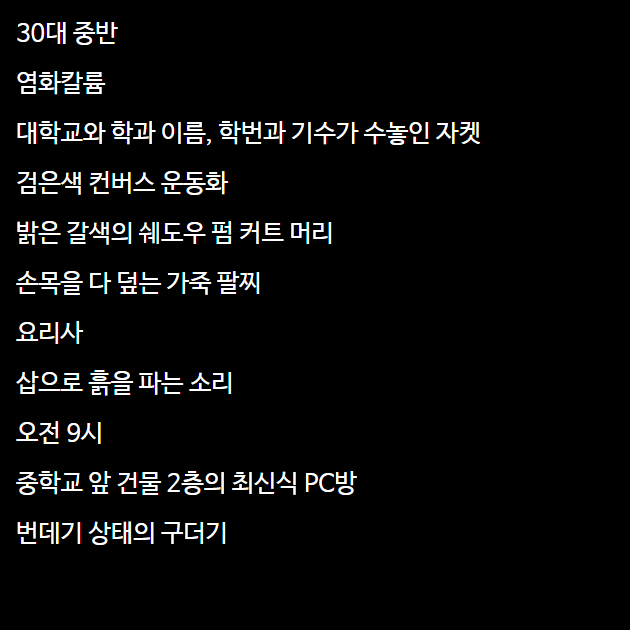 30대 중반
염화칼륨
대학교와 학과 이름, 학번과 기수가 수놓인 자켓
검은색 컨버스 운동화
밝은 갈색의 쉐도우 펌 커트 머리
손목을 다 덮는 가죽 팔찌
요리사
삽으로 흙을 파는 소리
오전 9시
중학교 앞 건물 2층의 최신식 PC방
번데기 상태의 구더기